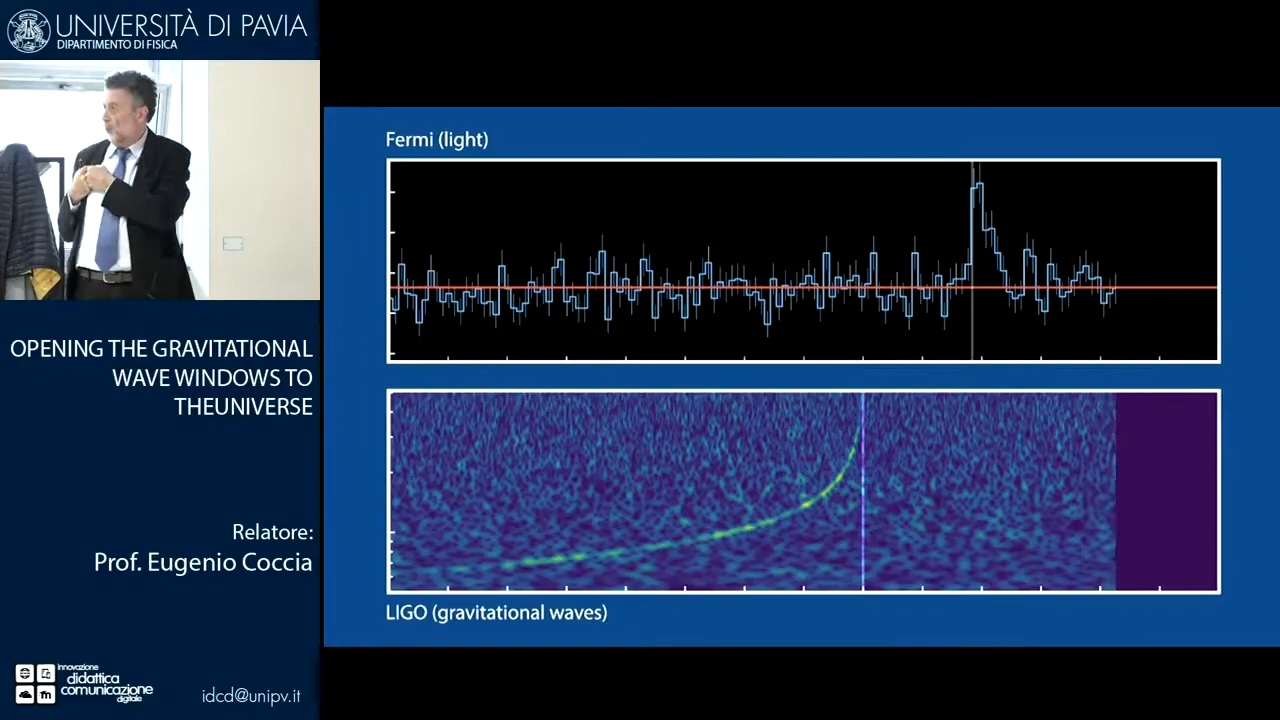 UNIVERSITÀ DI PAVIA
DIPARTIMENTO DI FISICA
OPENING THE GRAVITATIONAL
WAVE WINDOWS TO
THEUNIVERSE
Relatore:
Prof. Eugenio Coccia
innovazione
didattica
comunicazione
digitale
idcd@unipv.it
Fermi (light)
LIGO (gravitational waves)